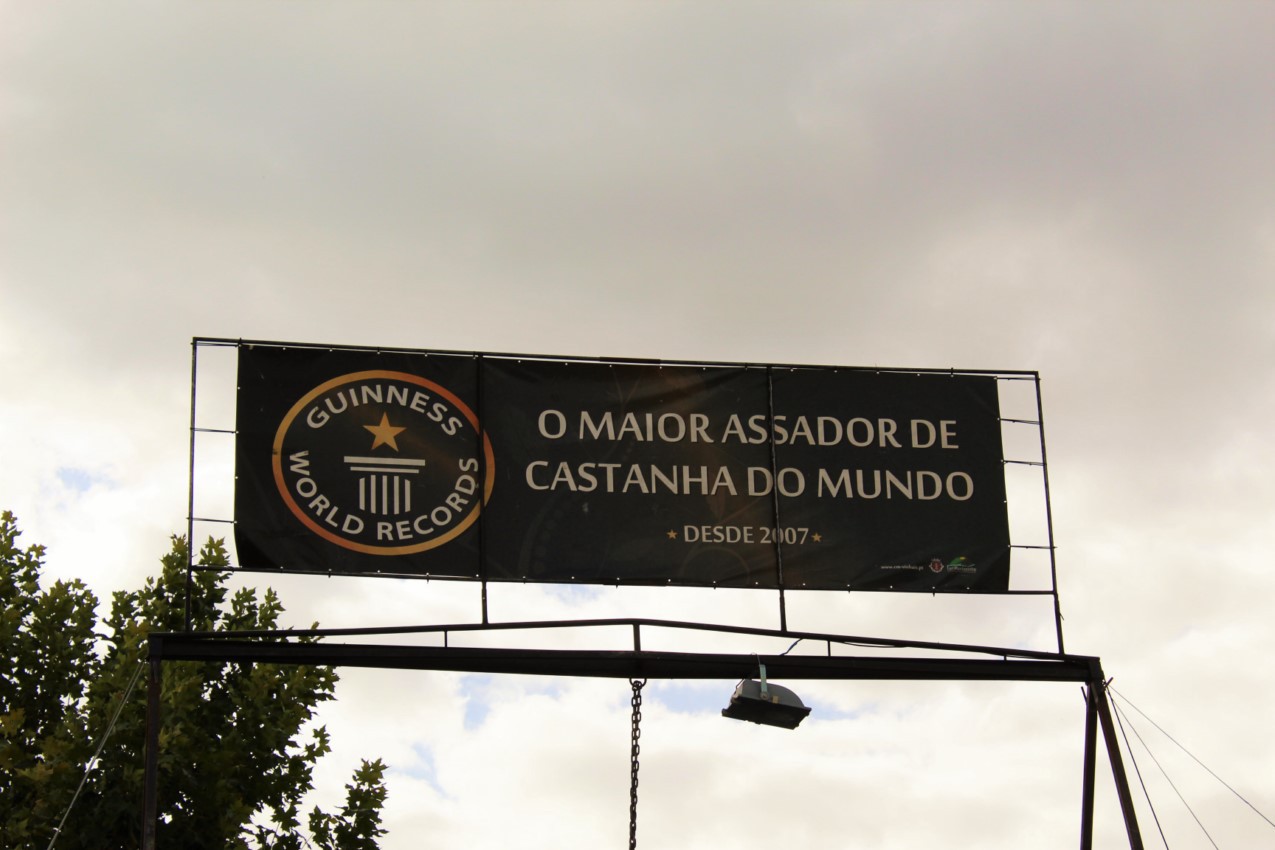 GUINNESS
WORLD RECORDS
O MAIOR ASSADOR DE
CASTANHA DO MUNDO
DESDE 2007